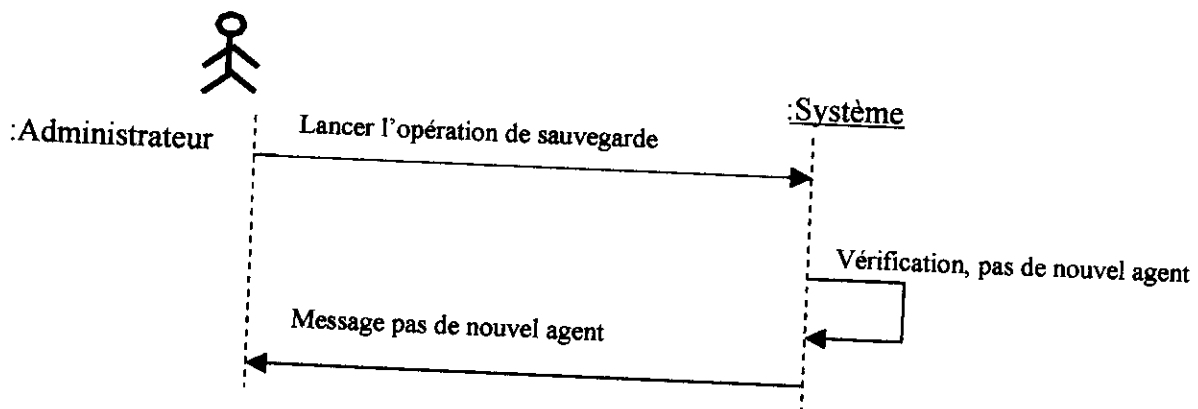 :Administrateur
:Système
Lancer l'opération de sauvegarde
Vérification, pas de nouvel agent
Message pas de nouvel agent